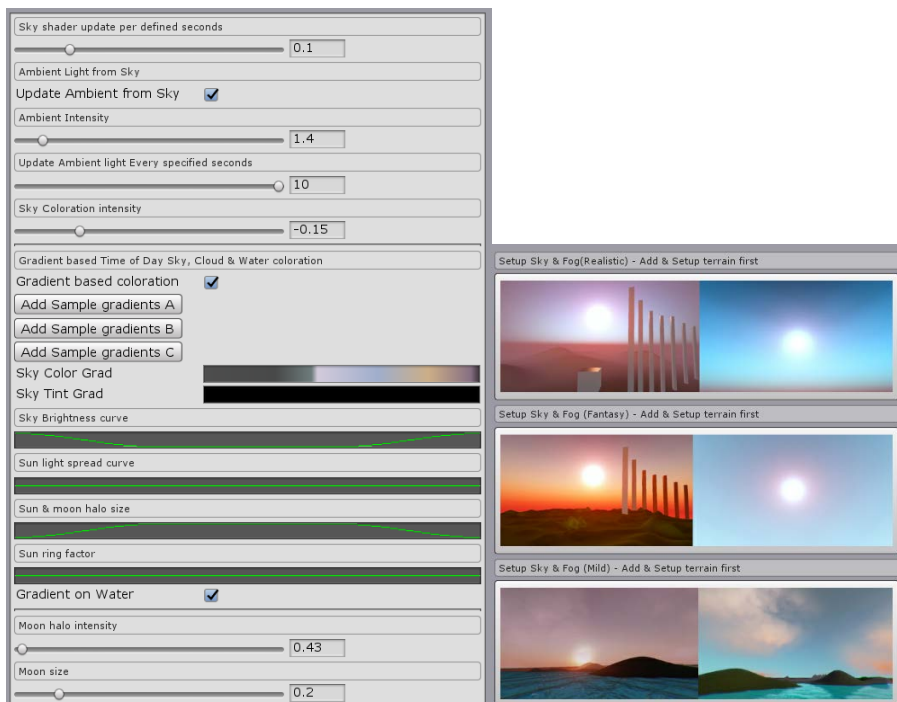 Sky shader update per defined seconds
0.1
Ambient Light from Sky
Update Ambient from Sky
Ambient Intensity
1.4
Update Ambient light Every specified seconds
10
Sky Coloration intensity
-0.15
Gradient based Time of Day Sky, Cloud & Water coloration
Gradient based coloration
Add Sample gradients A
Add Sample gradients B
Add Sample gradients C
Sky Color Grad
Sky Tint Grad
Sky Brightness curve
Sun light spread curve
Sun & moon halo size
Sun ring factor
Gradient on Water
Moon halo intensity
0.43
Moon size
0.2
Setup Sky & Fog(Realistic) - Add & Setup terrain first
Setup Sky & Fog (Fantasy) - Add & Setup terrain first
Setup Sky & Fog (Mild) - Add & Setup terrain first